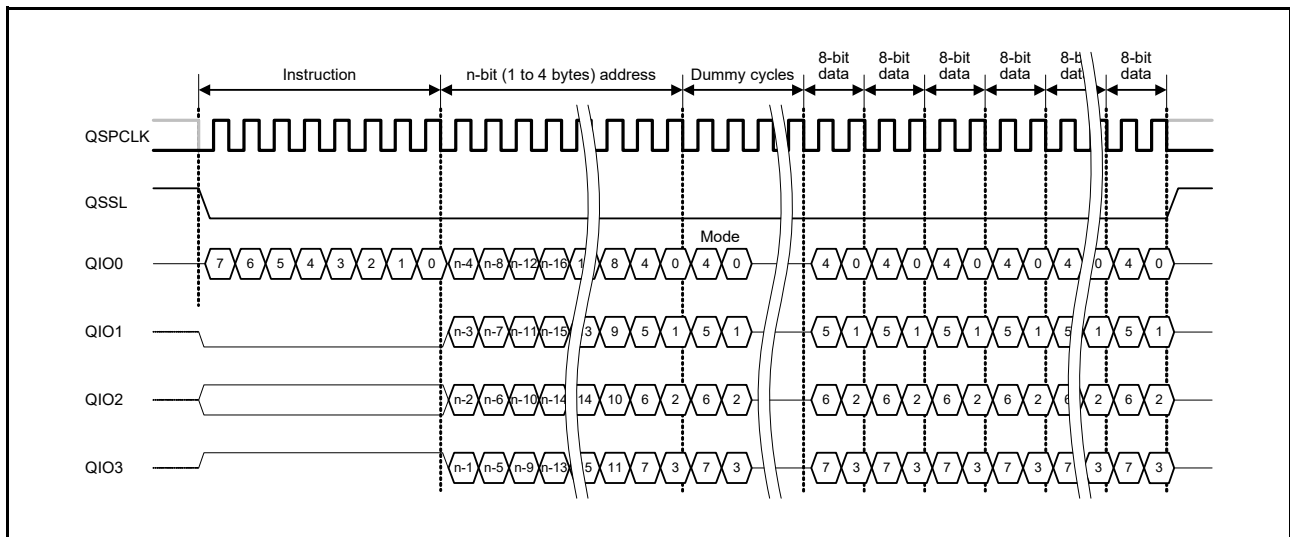 8-bit data 8-bit data 8-bit data 8-bit data 8-bit data
Instruction n-bit (1 to 4 bytes) address Dummy cycles
QSPCLK
QSSL
Mode
QIO0 7 6 5 4 3 2 1 0 n-4 n-8 n-12 n-16 8 4 0 4 0 4 0 4 0 4 0 4 0 4 0 4 0
QIO1 n-3 n-7 n-11 n-15 9 5 1 5 1 5 1 5 1 5 1 5 1 5 1 5 1
QIO2 n-2 n-6 n-10 n-14 14 10 6 2 6 2 6 2 6 2 6 2 6 2 6 2 6 2
QIO3 n-1 n-5 n-9 n-13 11 7 3 7 3 7 3 7 3 7 3 7 3 7 3 7 3